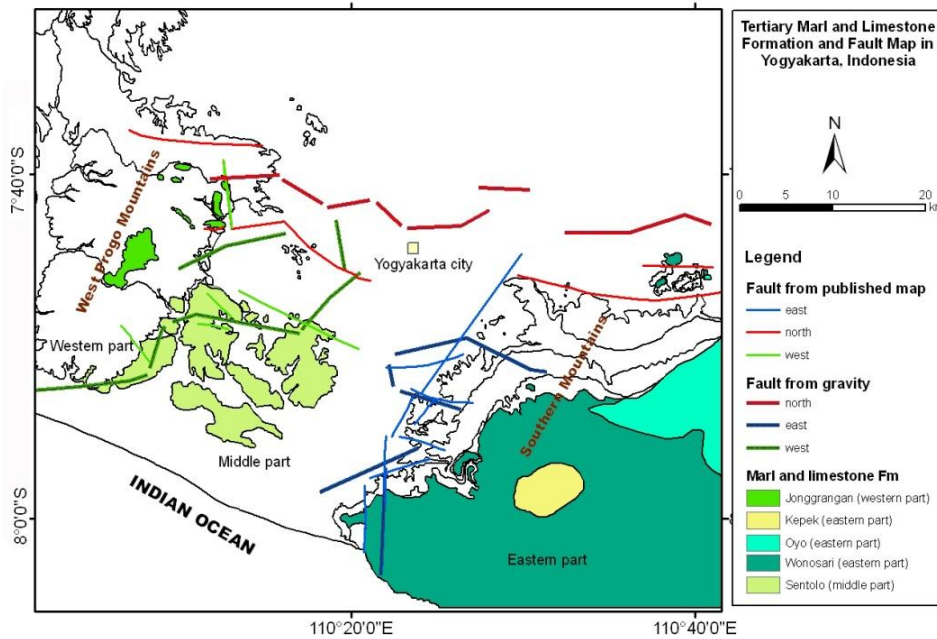 Tertiary Marl and Limestone
Formation and Fault Map in
Yogyakarta, Indonesia
N
0 5 10 20
km
Legend
Fault from published map
east
north
west
Fault from gravity
north
east
west
Marl and limestone Fm
Jonggrangan (western part)
Kepek (eastern part)
Oyo (eastern part)
Wonosari (eastern part)
Sentolo (middle part)
7°40'0"S
8°0'0"S
110°20'0"E
110°40'0"E
West Progo Mountains
Yogyakarta city
Western part
Southern Mountains
Middle part
INDIAN OCEAN
Eastern part